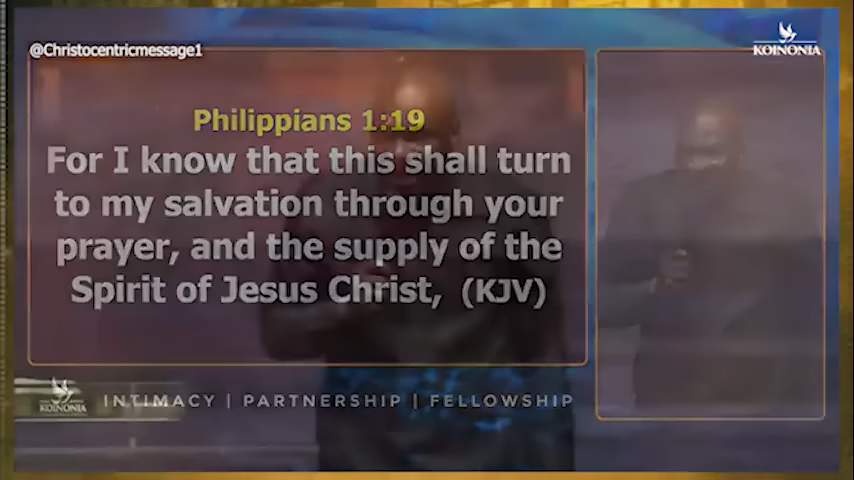 @Christocentricmessage1
KOINONIA
Philippians 1:19
For I know that this shall turn
to my salvation through your
prayer, and the supply of the
Spirit of Jesus Christ, (KJV)
KOINONIA
INTIMACY | PARTNERSHIP | FELLOWSHIP